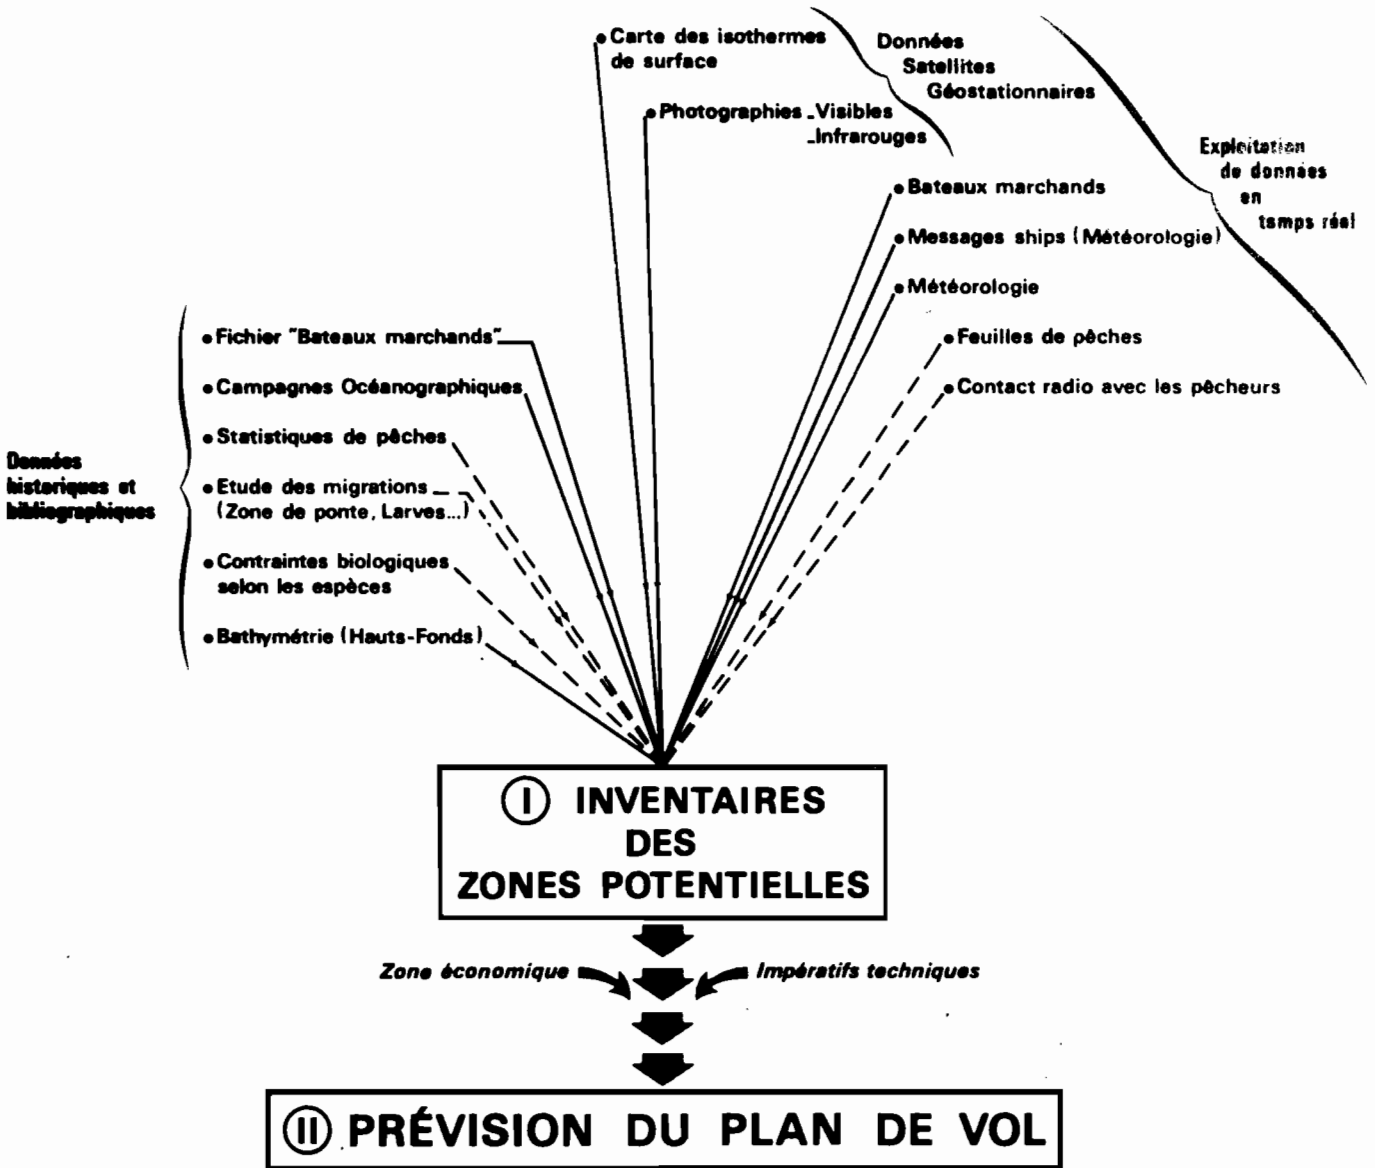 ● Carte des isothermes
de surface
Données
Satellites
Géostationnaires
● Photographies - Visibles
- Infrarouges
Exploitation
de données
en
temps réel
● Bateaux marchands
● Messages ships (Météorologie)
● Météorologie
● Feuilles de pêches
● Contact radio avec les pêcheurs
Données
historiques et
bibliographiques
● Fichier "Bateaux marchands"
● Campagnes Océanographiques
● Statistiques de pêches
● Etude des migrations
(Zone de ponte, Larves...)
● Contraintes biologiques
selon les espèces
● Bathymétrie (Hauts-Fonds)
I INVENTAIRES
DES
ZONES POTENTIELLES
Zone économique
Impératifs techniques
II PRÉVISION DU PLAN DE VOL